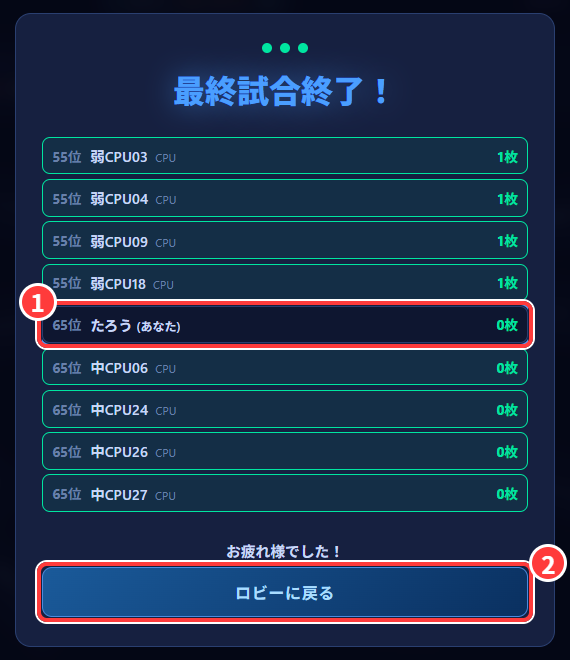 最終試合終了！
55位 弱CPU03 CPU 1枚
55位 弱CPU04 CPU 1枚
55位 弱CPU09 CPU 1枚
55位 弱CPU18 CPU 1枚
1
65位 たろう (あなた) 0枚
65位 中CPU06 CPU 0枚
65位 中CPU24 CPU 0枚
65位 中CPU26 CPU 0枚
65位 中CPU27 CPU 0枚
お疲れ様でした！
2
ロビーに戻る